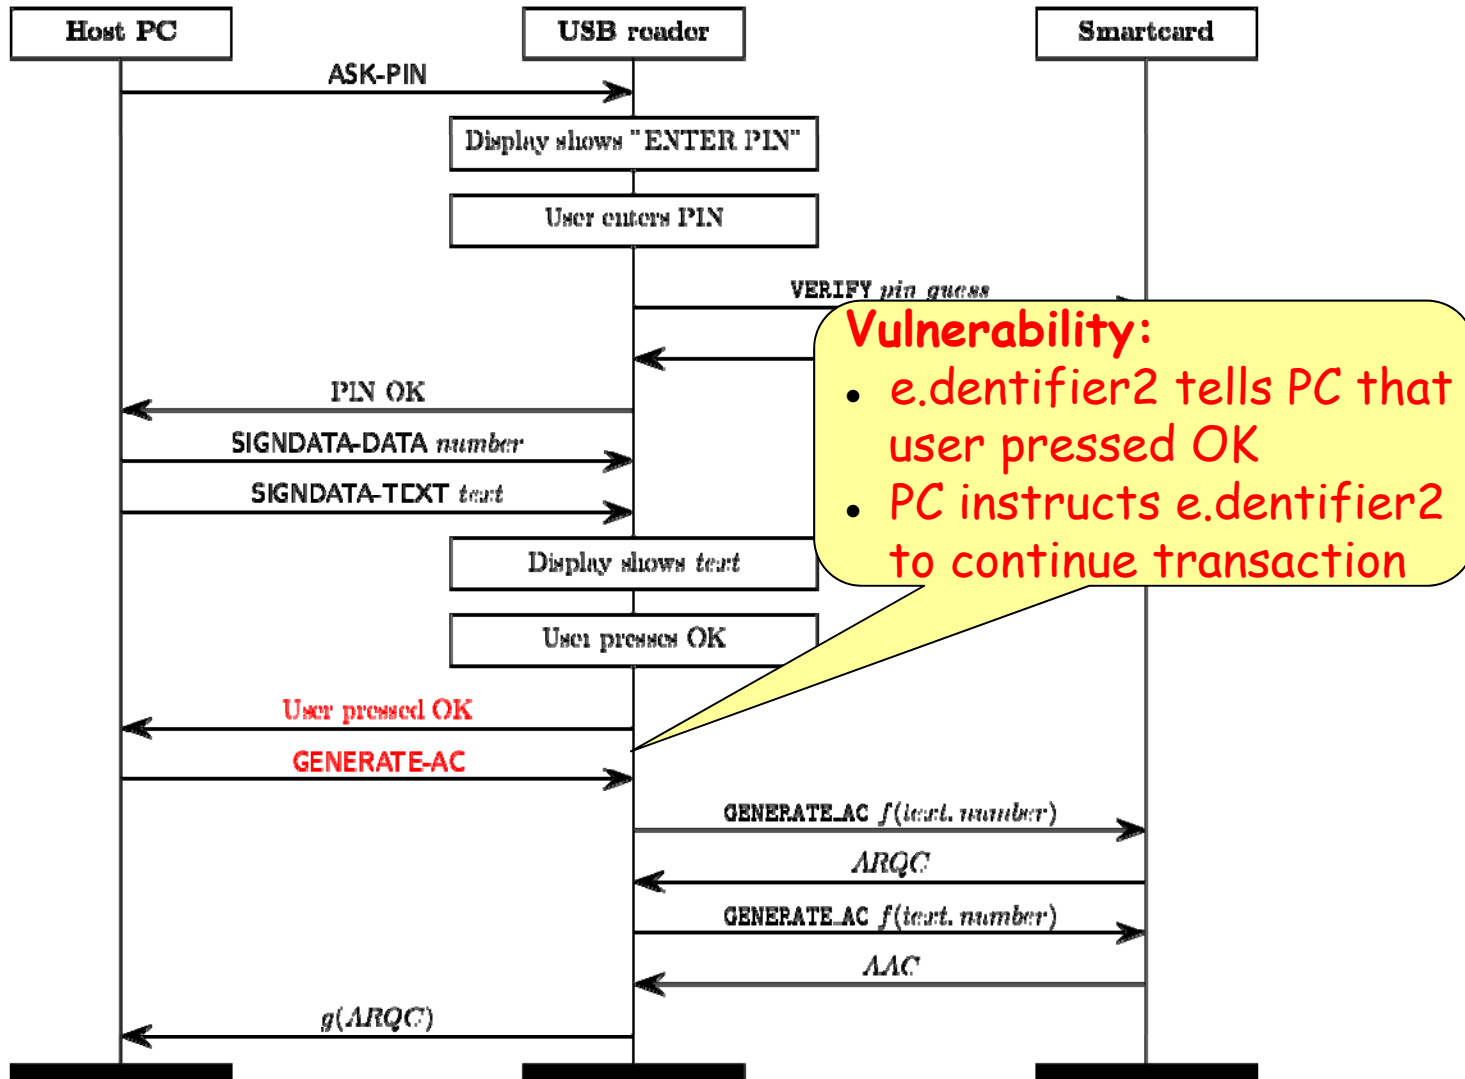 Host PC
USB reader
Smartcard
ASK-PIN
Display shows "ENTER PIN"
User enters PIN
VERIFY pin guess
Vulnerability:
• e.dentifier2 tells PC that
user pressed OK
• PC instructs e.dentifier2
to continue transaction
PIN OK
SIGNDATA-DATA number
SIGNDATA-TEXT text
Display shows text
User presses OK
User pressed OK
GENERATE-AC
GENERATE_AC f(text, number)
ARQC
GENERATE_AC f(text, number)
AAC
g(ARQC)